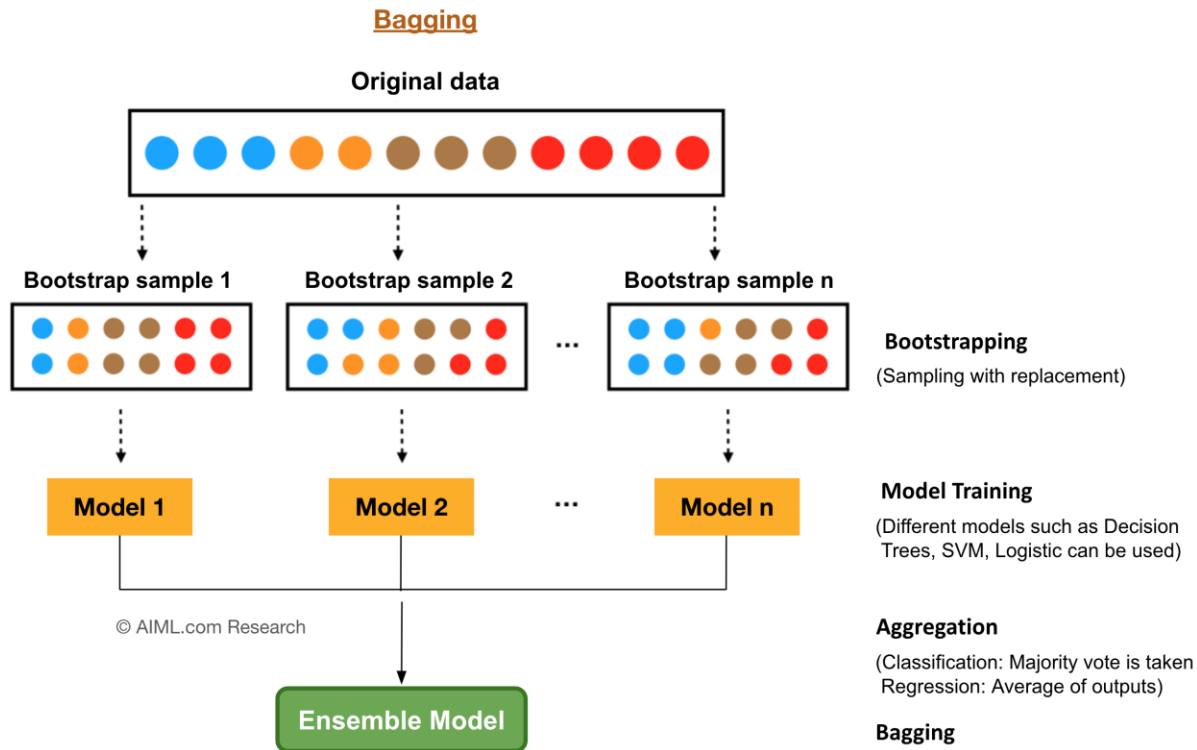 Bagging
Original data
Bootstrap sample 1
Bootstrap sample 2
Bootstrap sample n
...
Bootstrapping
(Sampling with replacement)
Model 1
Model 2
...
Model n
Model Training
(Different models such as Decision
Trees, SVM, Logistic can be used)
© AIML.com Research
Aggregation
(Classification: Majority vote is taken
Regression: Average of outputs)
Ensemble Model
Bagging